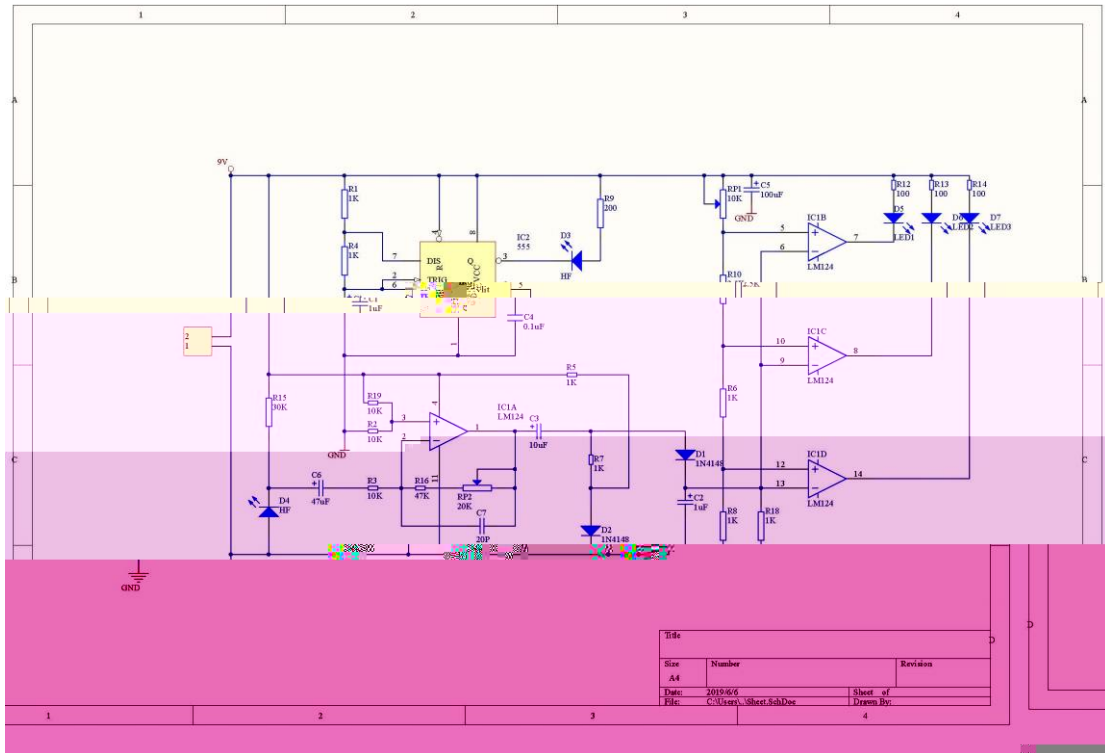 1 2 3 4
A A
9V
R1
1K
R4
1K
4
8
7
2
6
DIS
R
Q
TRIG
VCC
3
5
1
IC2
555
D3
HF
R9
200
RP1
10K
C5
100uF
GND
5
6
7
IC1B
LM124
R12
100
R13
100
R14
100
D5
LED1
D6
LED2
D7
LED3
B B
R10
1uF
C4
0.1uF
2
1
R5
1K
10
9
8
IC1C
LM124
R6
1K
R15
30K
R19
10K
R2
10K
GND
4
3
2
1
11
IC1A
LM124
C3
10uF
C C
R7
1K
D1
1N4148
12
13
14
IC1D
LM124
D4
HF
C6
47uF
R3
10K
R16
47K
RP2
20K
C7
20P
C2
1uF
R8
1K
R18
1K
D2
1N4148
GND
D D
Title
Size Number Revision
A4
Date: 2019/6/6 Sheet of
File: C:\Users\..\Sheet.SchDoc Drawn By:
1 2 3 4